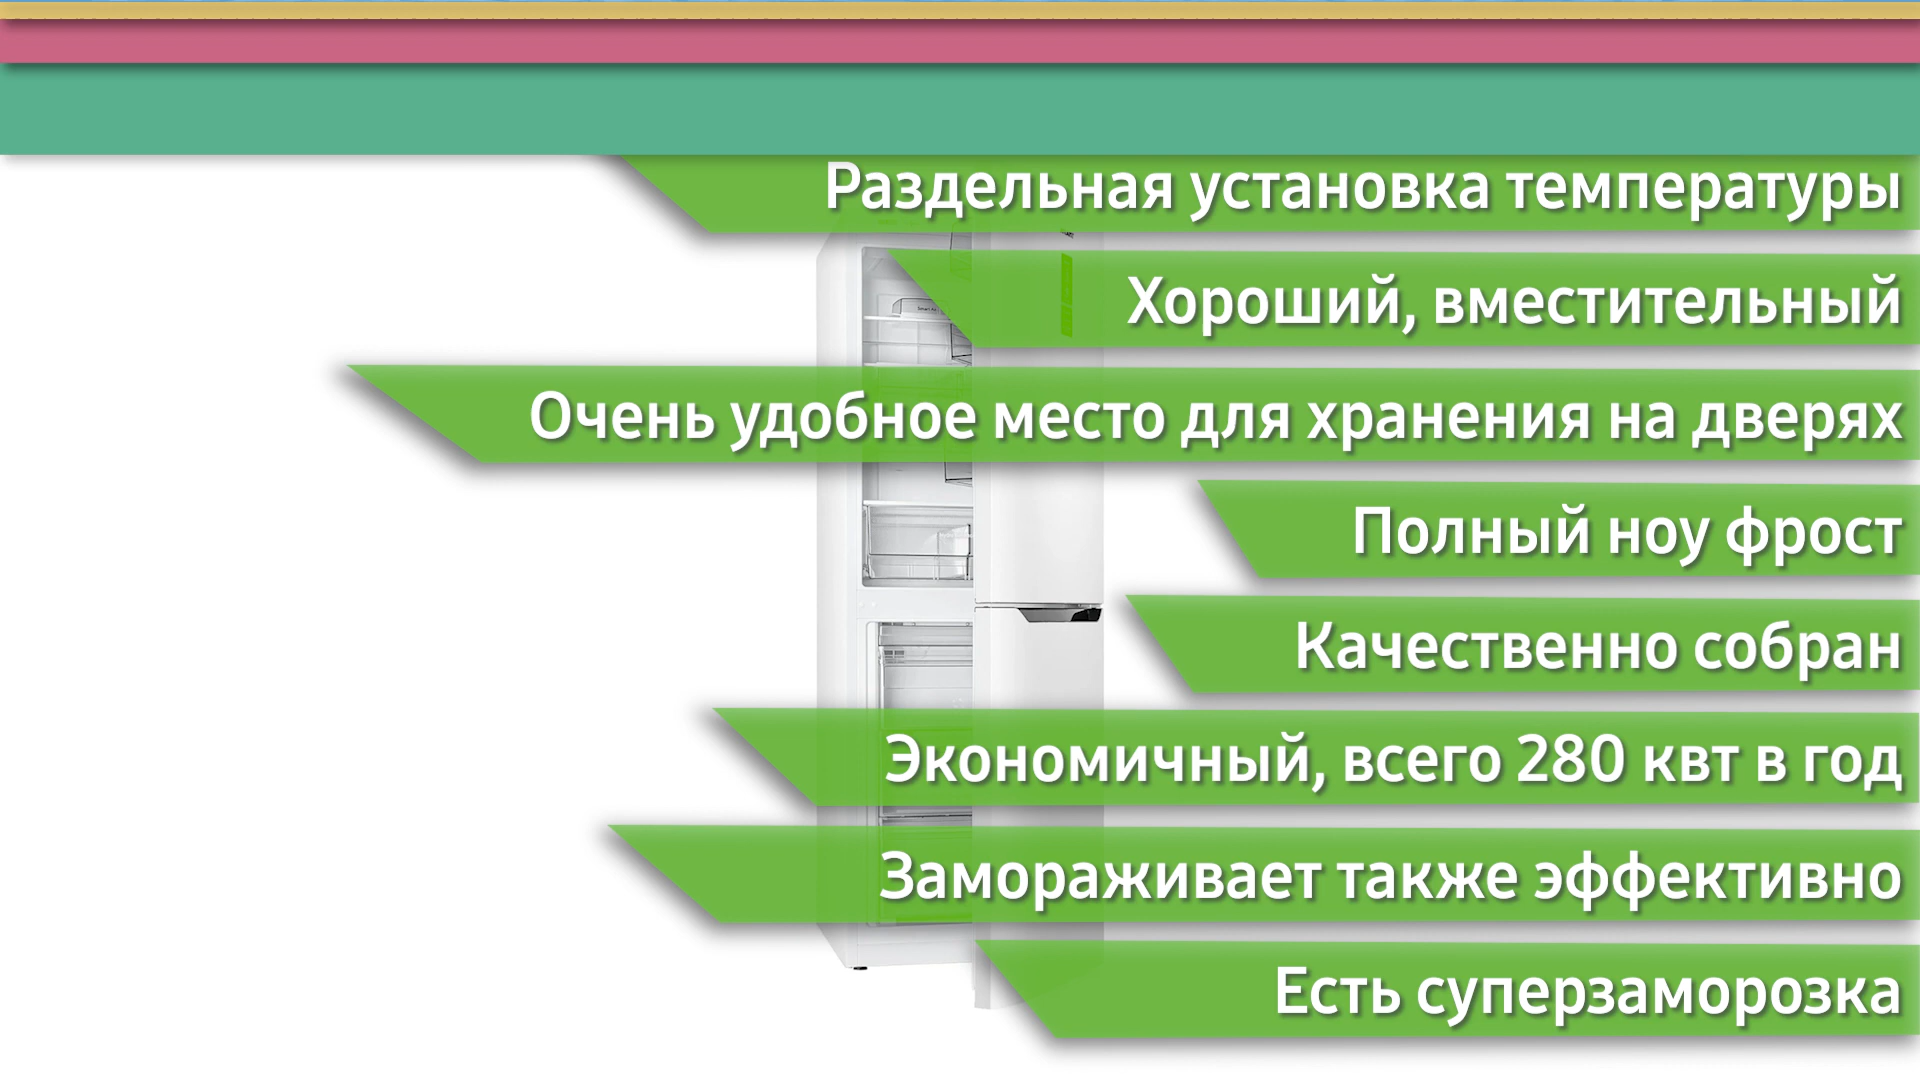 Раздельная установка температуры
Хороший, вместительный
Очень удобное место для хранения на дверях
Полный ноу фрост
Качественно собран
Экономичный, всего 280 квт в год
Замораживает также эффективно
Есть суперзаморозка